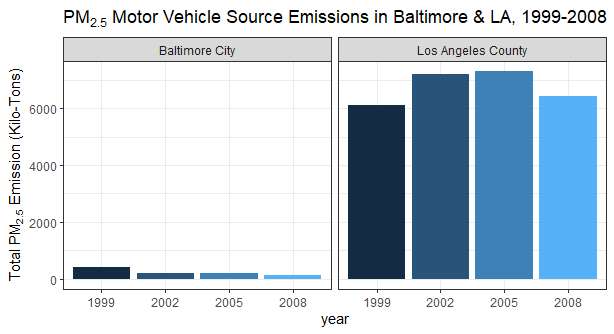 PM2.5 Motor Vehicle Source Emissions in Baltimore & LA, 1999-2008
Baltimore City
Los Angeles County
Total PM2.5 Emission (Kilo-Tons)
6000
4000
2000
0
1999 2002 2005 2008
1999 2002 2005 2008
year